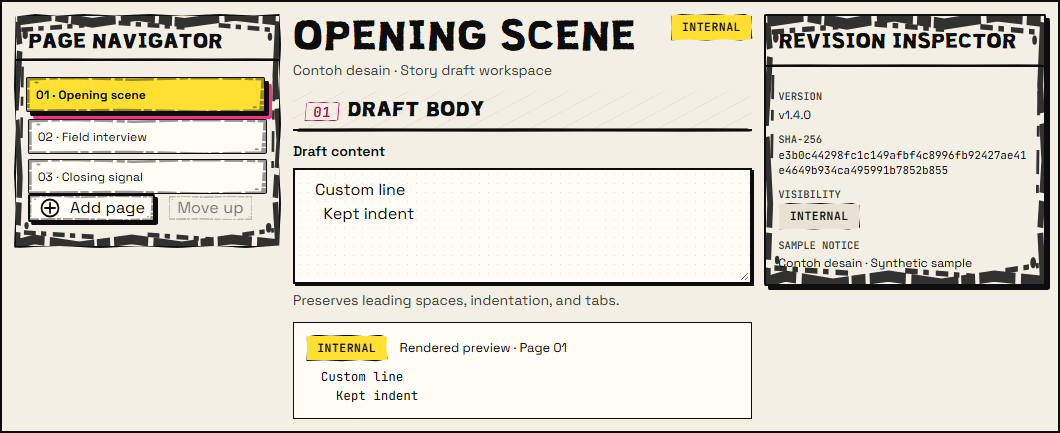 PAGE NAVIGATOR
01 · Opening scene
02 · Field interview
03 · Closing signal
Add page
Move up
OPENING SCENE
INTERNAL
Contoh desain · Story draft workspace
01 DRAFT BODY
Draft content
Custom line
Kept indent
Preserves leading spaces, indentation, and tabs.
INTERNAL Rendered preview · Page 01
Custom line
Kept indent
REVISION INSPECTOR
VERSION
v1.4.0
SHA-256
e3b0c44298fc1c149afbf4c8996fb92427ae41
e4649b934ca495991b7852b855
VISIBILITY
INTERNAL
SAMPLE NOTICE
Contoh desain · Synthetic sample